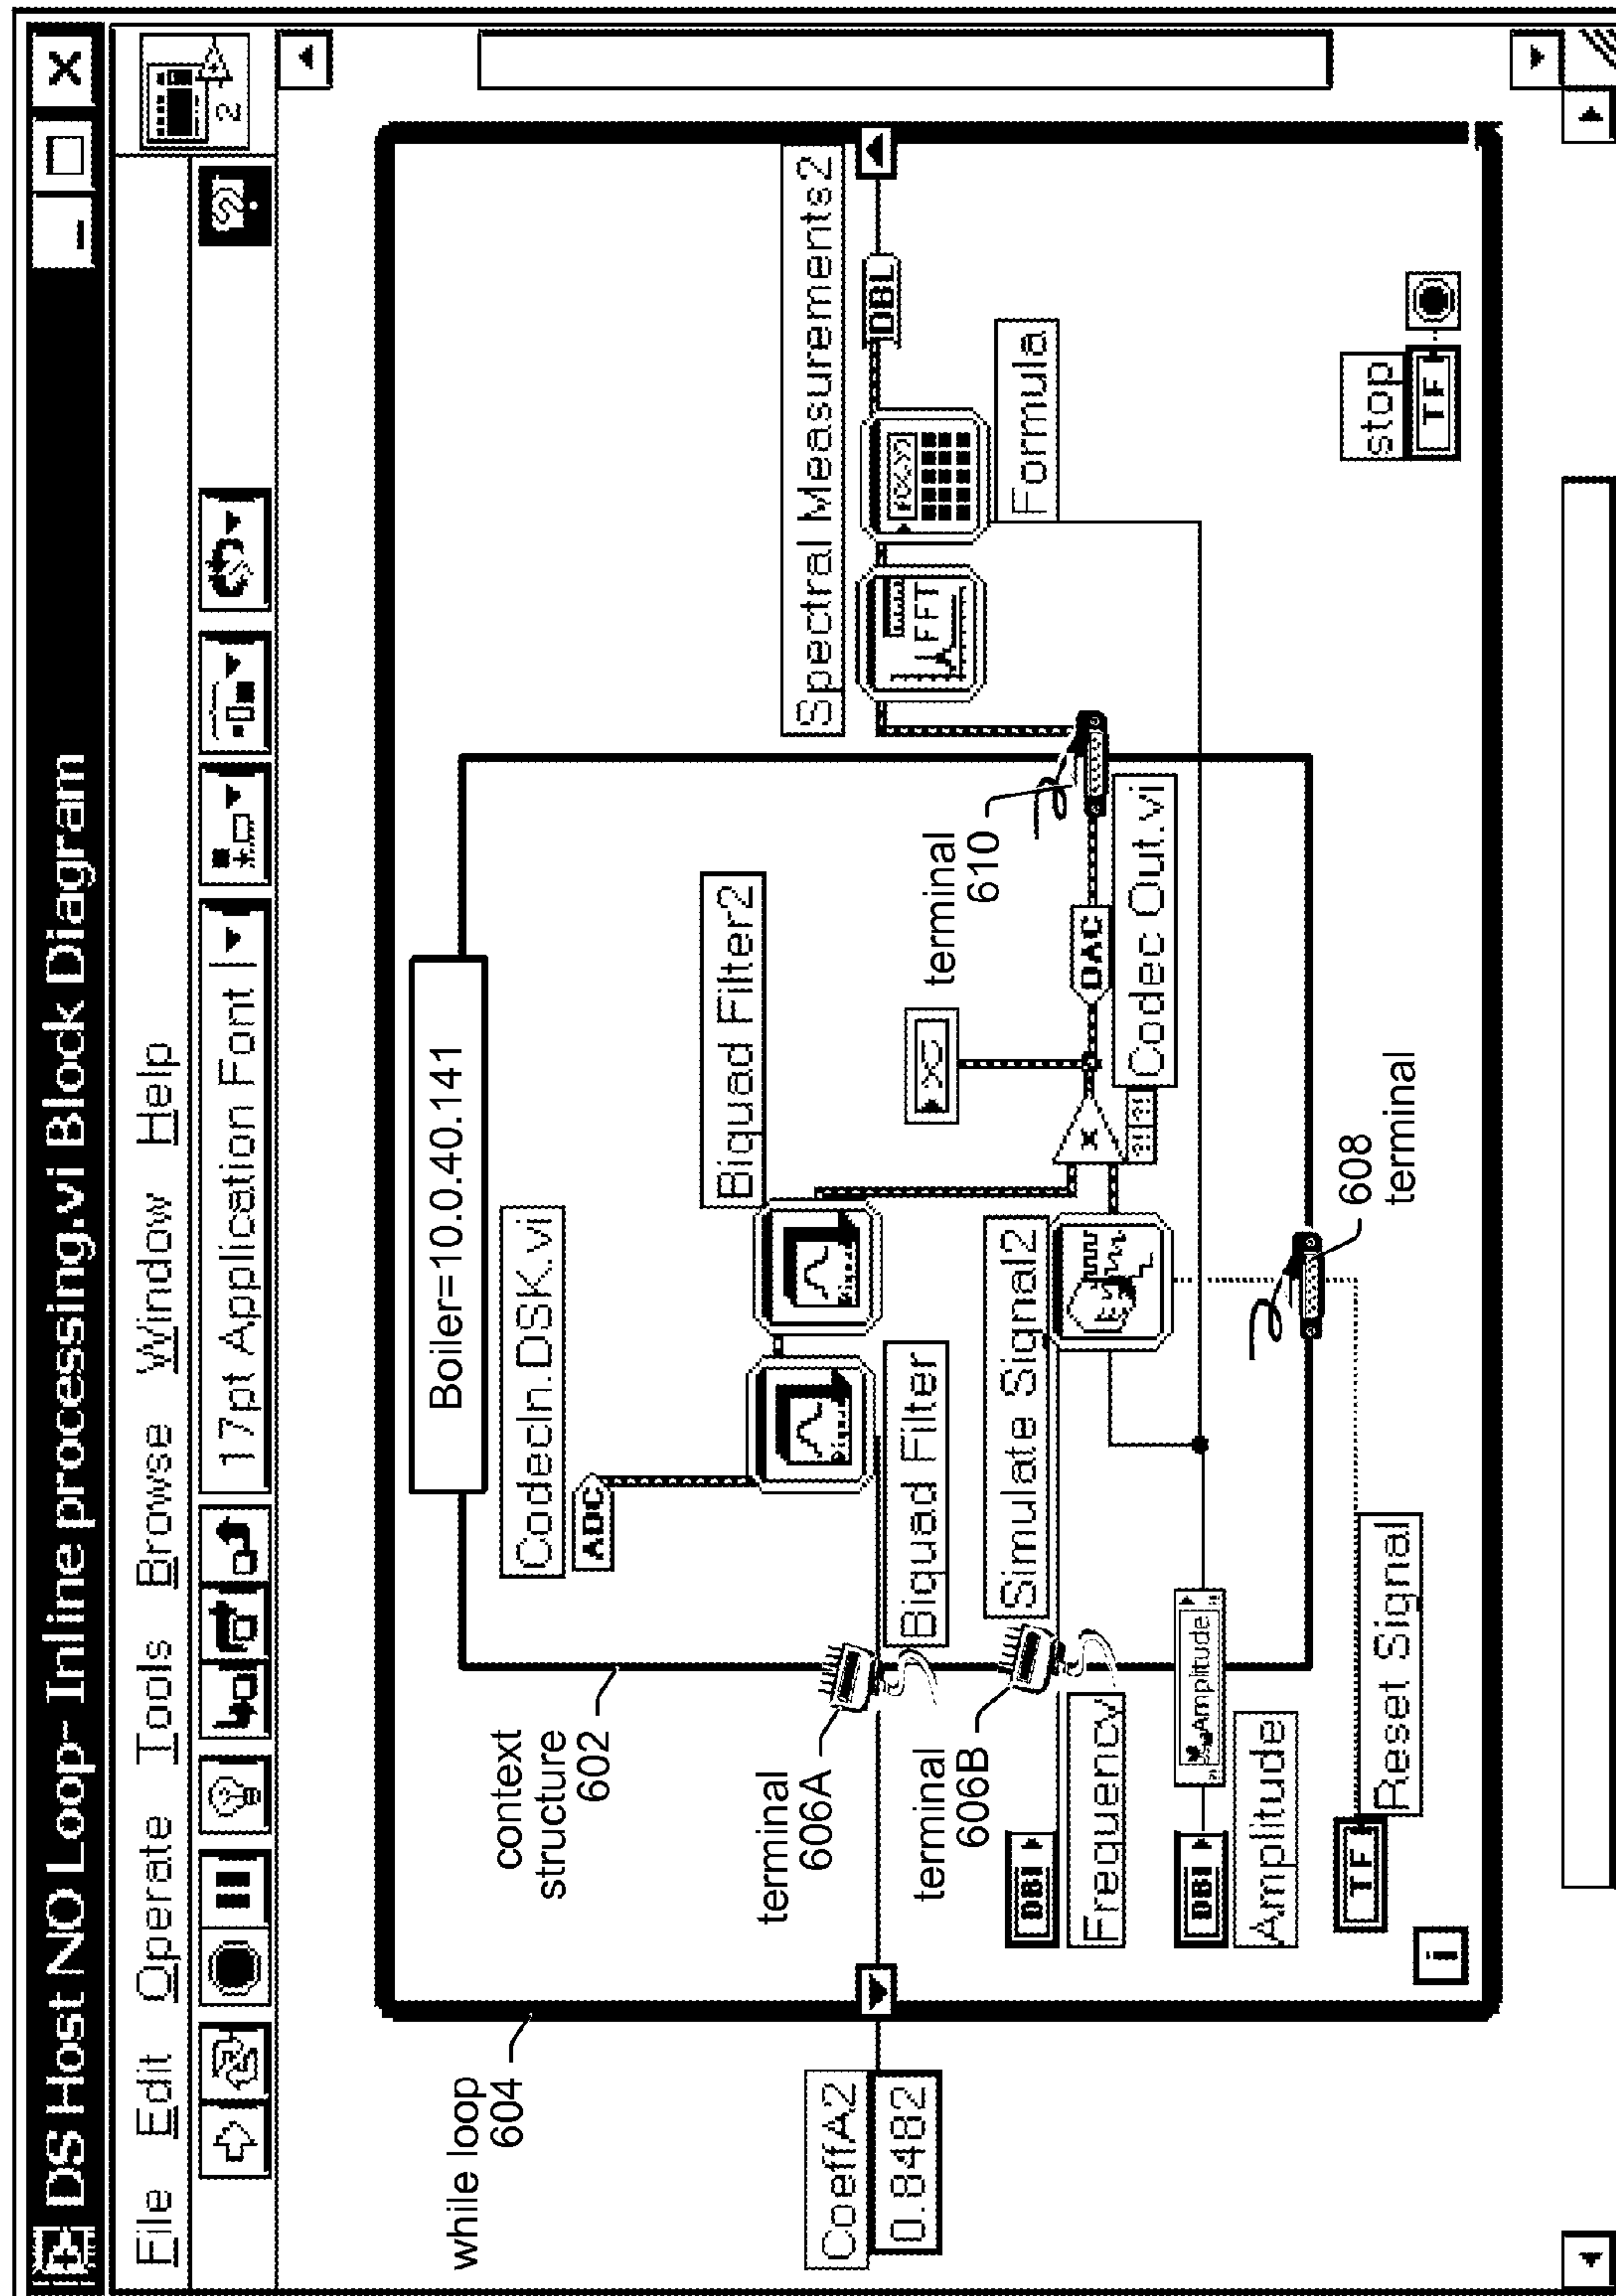 DS Host NO Loop- Inline processing.vi Block Diagram
File Edit Operate Tools Browse Window Help
17pt Application Font
2
while loop
604
context
structure
602
Boiler=10.0.40.141
CodecIn.DSK.vi
ADC
Biquad Filter2
Spectral Measurements2
CoeffA2
0.8482
terminal
606A
Biquad Filter
DBL
FFT
Formula
terminal
606B
Simulate Signal2
terminal
610
DAC
Codec Out.vi
x
DBl
Frequency
DBl
Amplitude
Amplitude
608
terminal
TF
Reset Signal
stop
TF
i